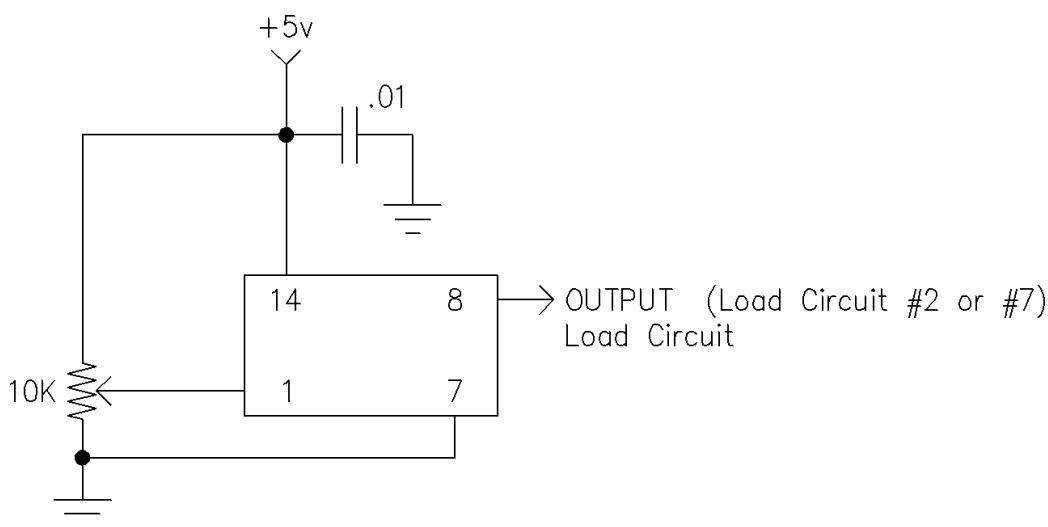 +5v
.01
14
8
OUTPUT (Load Circuit #2 or #7)
Load Circuit
10K
1
7